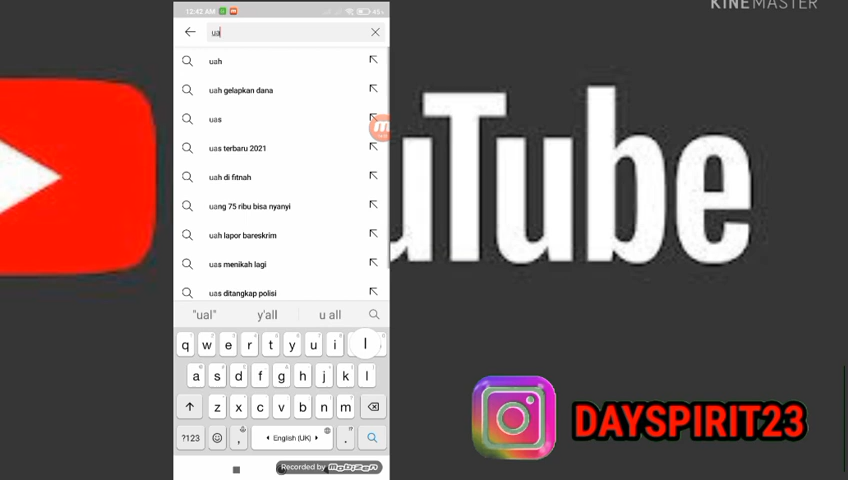 KINEMASTER
12:42 AM
45
ua
uah
uah gelapkan dana
uas
uas terbaru 2021
uah di fitnah
uang 75 ribu bisa nyanyi
uah lapor bareskrim
uas menikah lagi
uas ditangkap polisi
uTube
"ual" y'all u all
q w e r t y u i l
a s d f g h j k l
z x c v b n m
?123 , English (UK) .
Recorded by mobizen
DAYSPIRIT23